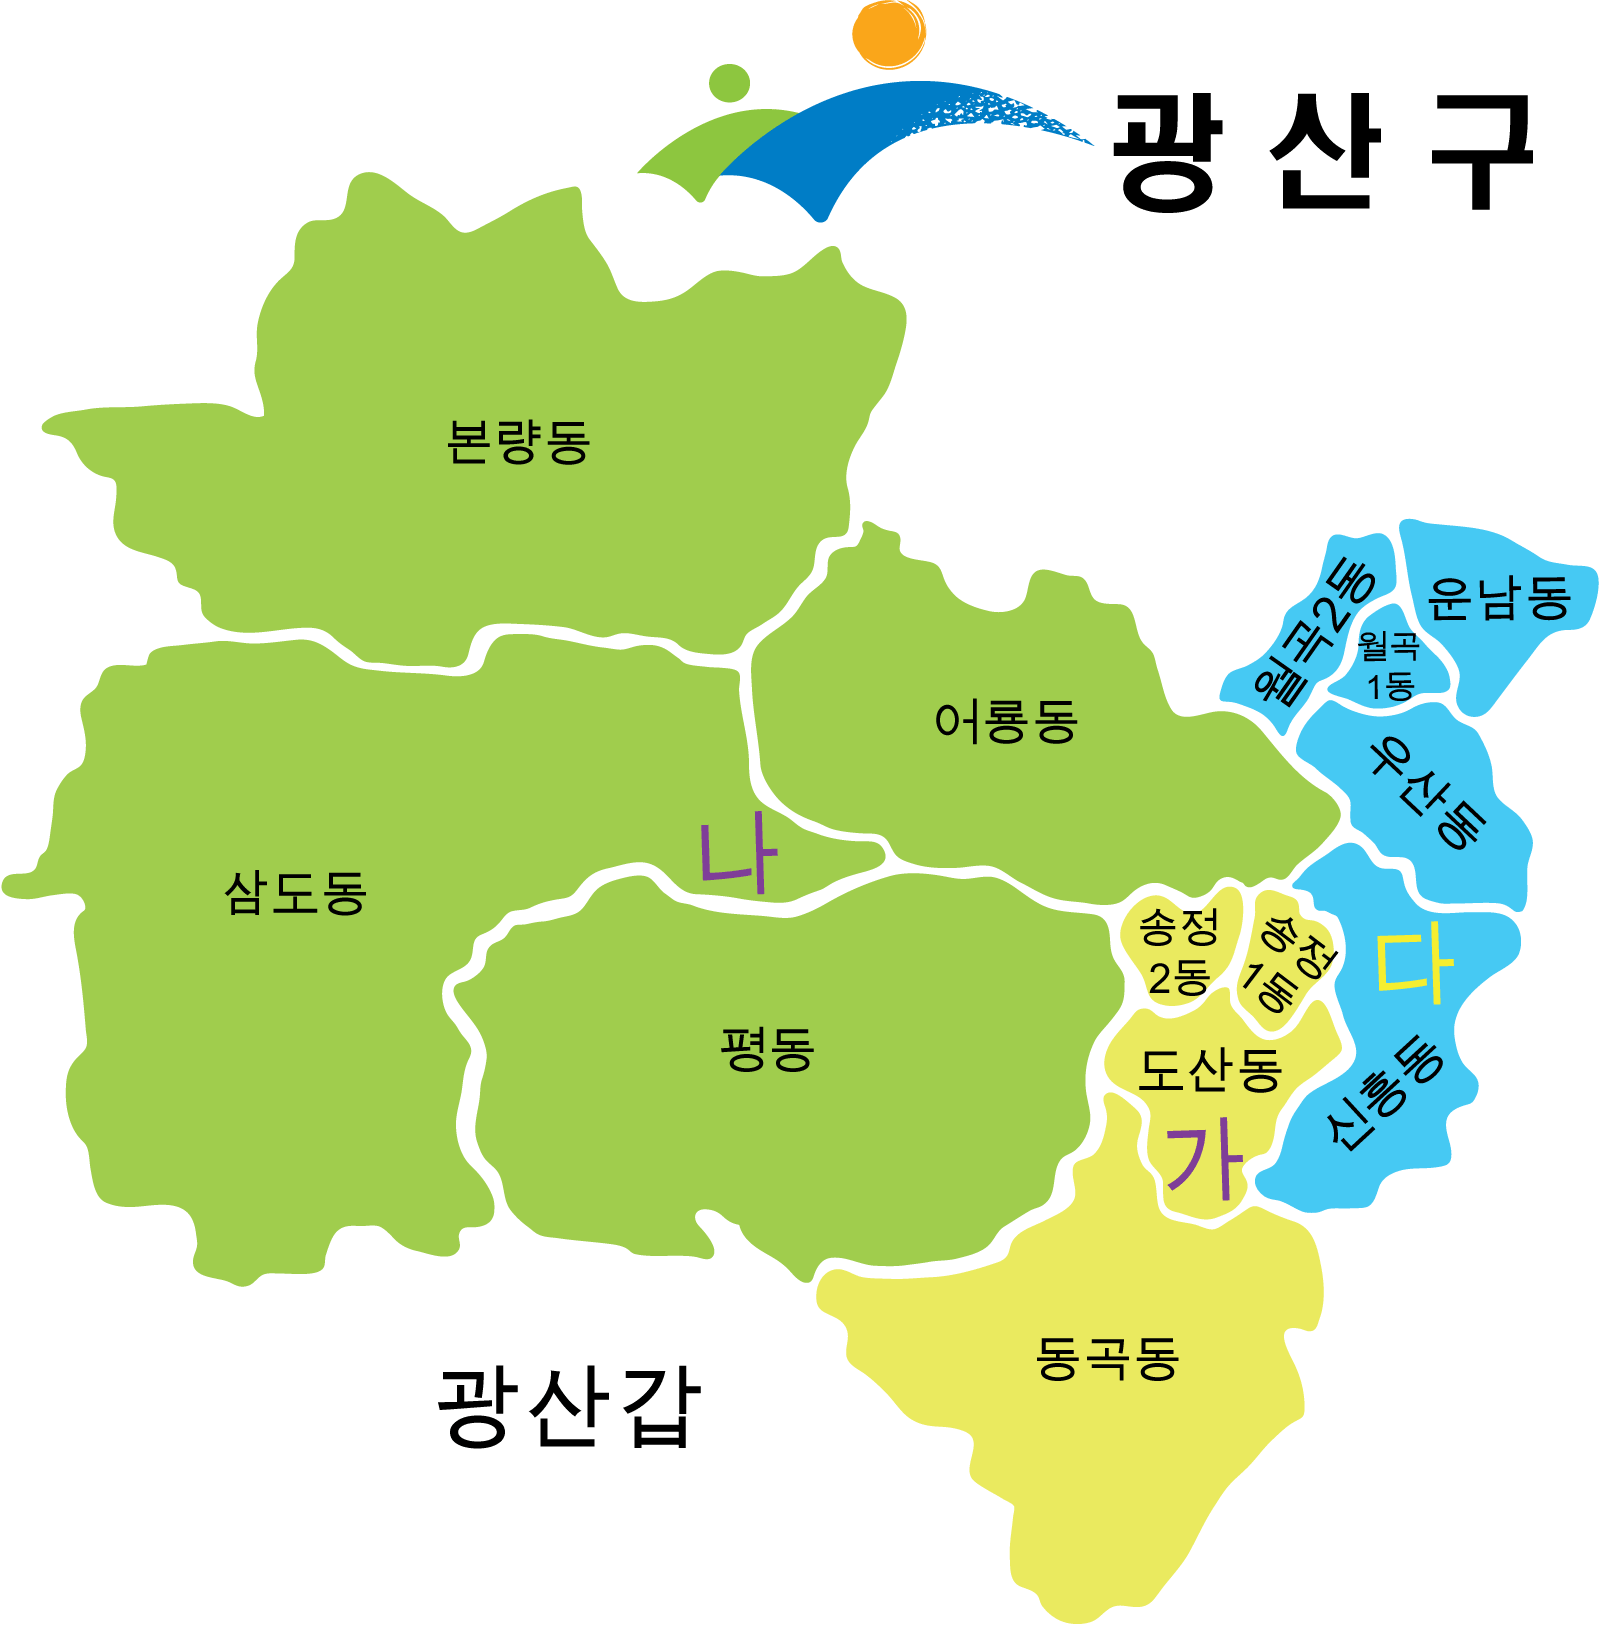 광산구
본량동
운남동
월곡2동
월곡
1동
어룡동
우산동
나
삼도동
송정
2동
송정
1동
다
평동
도산동
신흥동
가
동곡동
광산갑